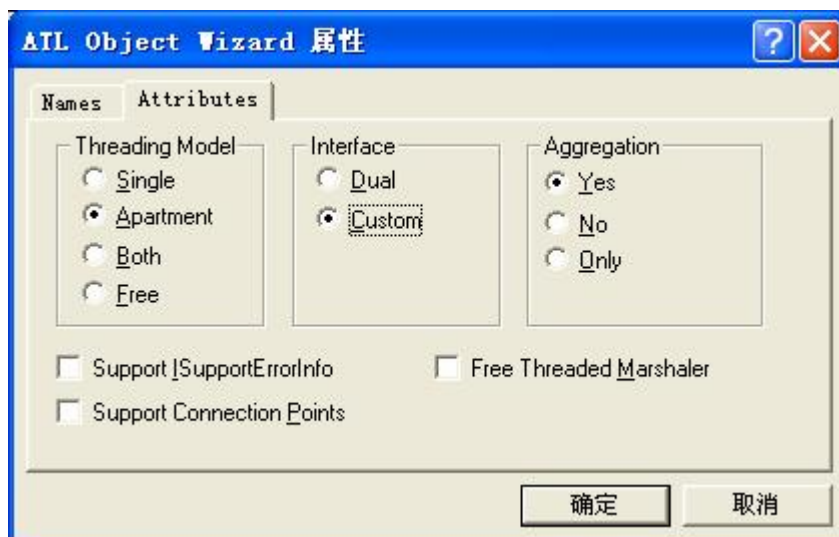 ATL Object Wizard 属性
Names Attributes
Threading Model Interface Aggregation
Single Dual Yes
Apartment Custom No
Both Only
Free
Support ISupportErrorInfo Free Threaded Marshaler
Support Connection Points
确定 取消